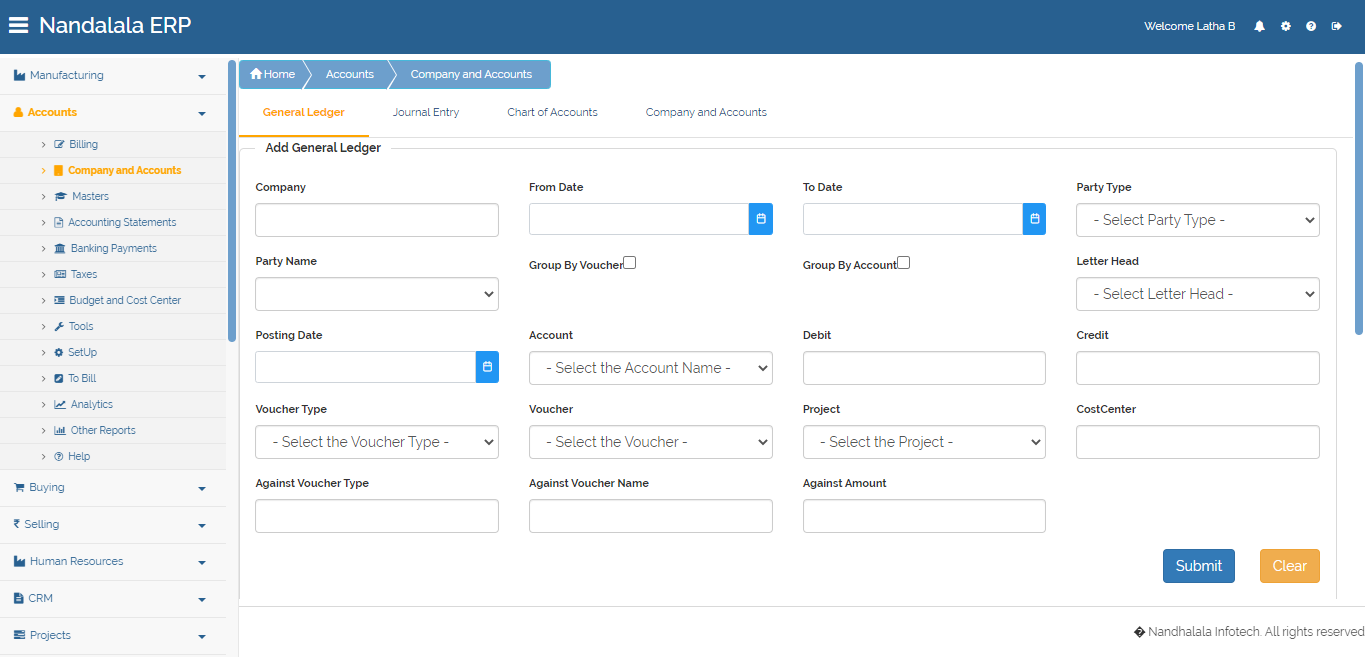 Nandalala ERP
Welcome Latha B
Manufacturing
Accounts
Billing
Company and Accounts
Masters
Accounting Statements
Banking Payments
Taxes
Budget and Cost Center
Tools
SetUp
To Bill
Analytics
Other Reports
Help
Buying
Selling
Human Resources
CRM
Projects
Home Accounts Company and Accounts
General Ledger Journal Entry Chart of Accounts Company and Accounts
Add General Ledger
Company From Date To Date Party Type
- Select Party Type -
Party Name Group By Voucher Group By Account Letter Head
- Select Letter Head -
Posting Date Account Debit Credit
- Select the Account Name -
Voucher Type Voucher Project CostCenter
- Select the Voucher Type - - Select the Voucher - - Select the Project -
Against Voucher Type Against Voucher Name Against Amount
Submit Clear
� Nandhalala Infotech. All rights reserved